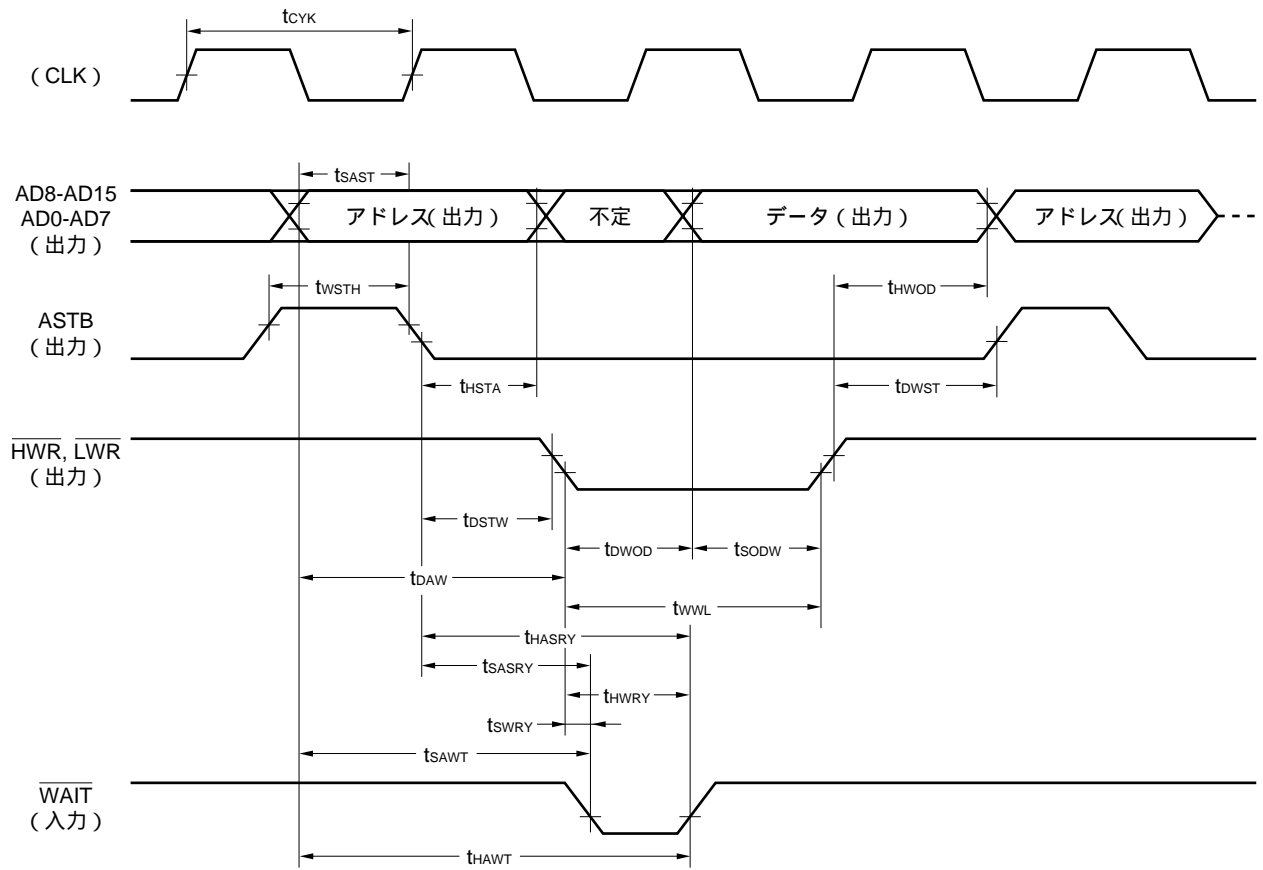 tCYK
（CLK）
tSAST
AD8-AD15
AD0-AD7
（出力）
アドレス（出力） 不定 データ（出力） アドレス（出力）
tWSTH tHWOD
ASTB
（出力）
tHSTA tDWST
HWR, LWR
（出力）
tDSTW
tDWOD tSODW
tDAW
tWWL
tHASRY
tSASRY
tHWRY
tSWRY
tSAWT
WAIT
（入力）
tHAWT